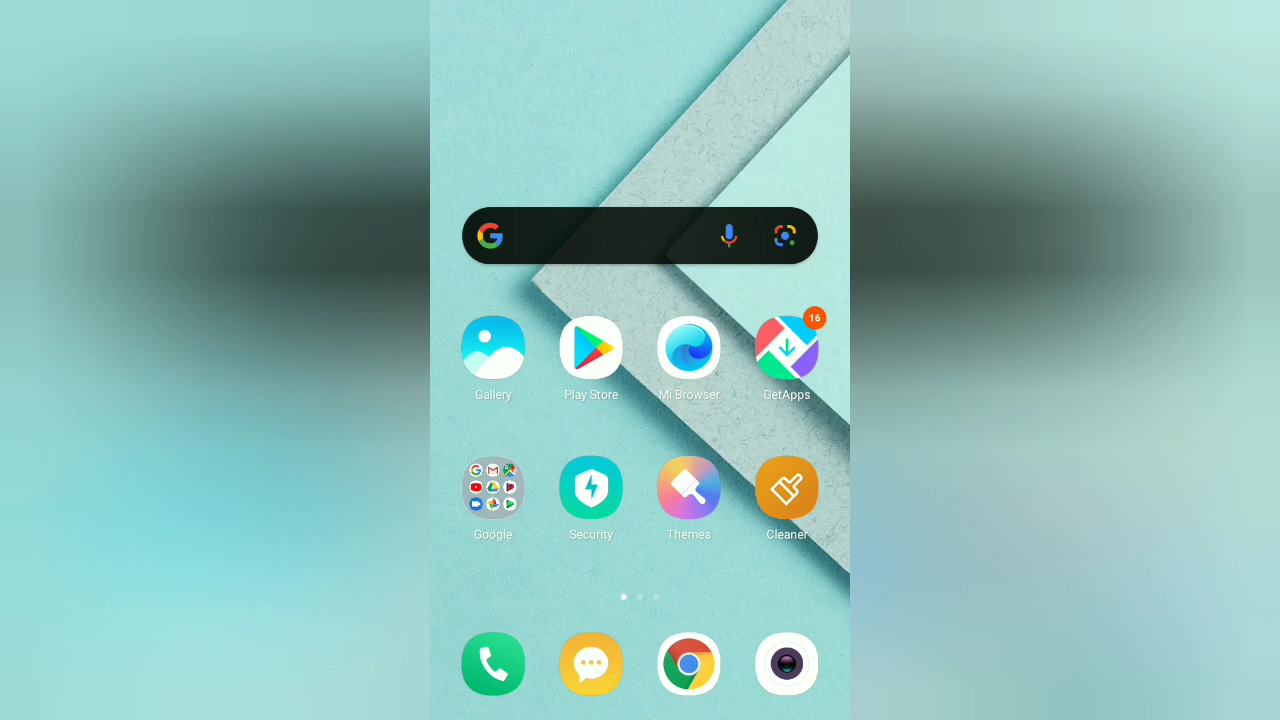 16
Gallery
Play Store
Mi Browser
GetApps
Google
Security
Themes
Cleaner